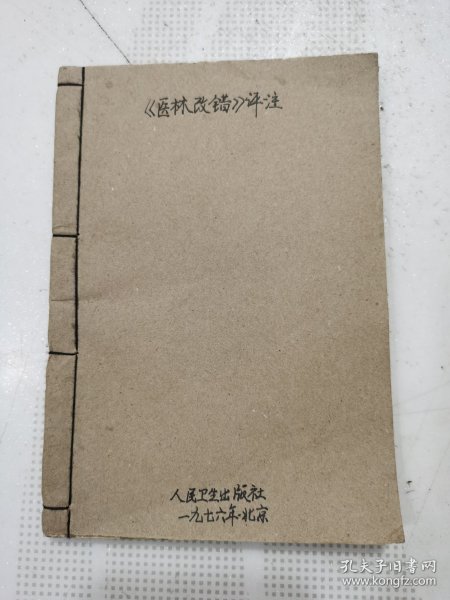 《医林改错》评注
人民卫生出版社
一九七六年·北京
孔夫子旧书网
www.kongfz.com